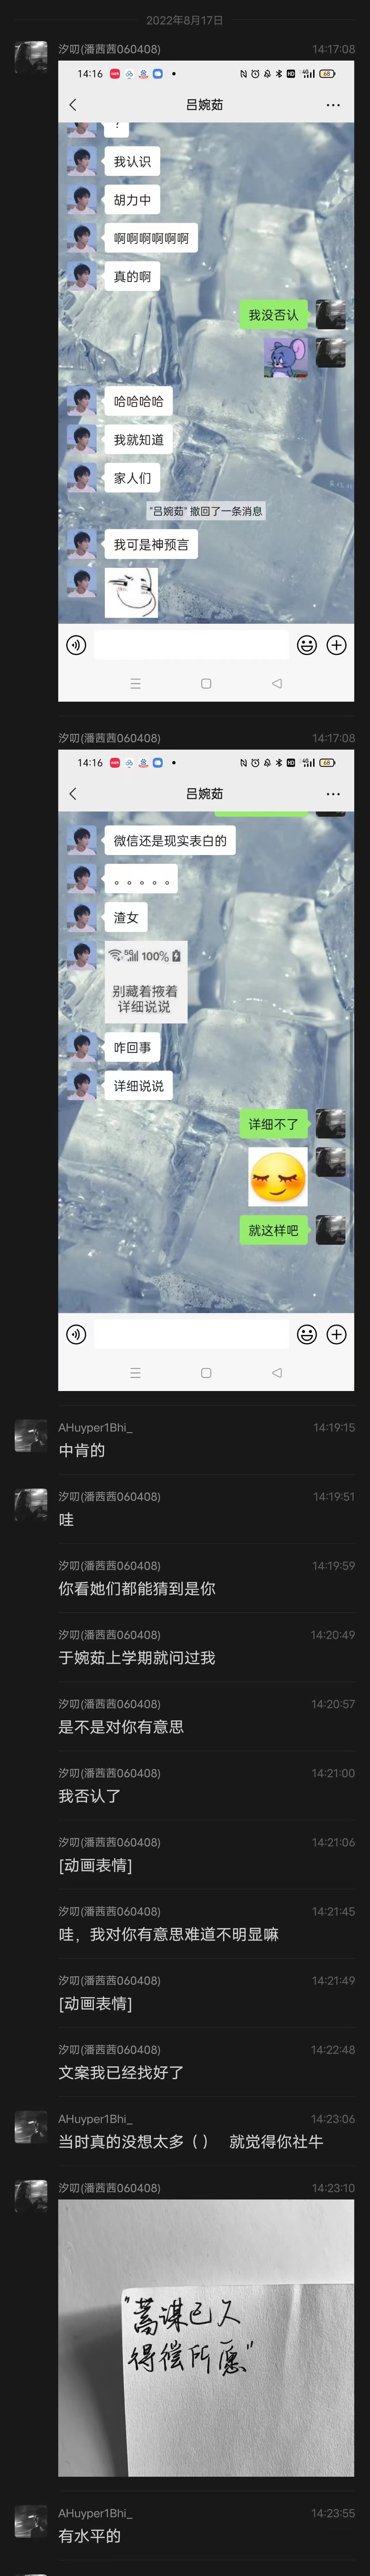 2022年8月17日
汐叨(潘茜茜060408) 14:17:08
14:16 HD 4G 68
吕婉茹
?
我认识
胡力中
啊啊啊啊啊啊
真的啊
我没否认
哈哈哈哈
我就知道
家人们
"吕婉茹" 撤回了一条消息
我可是神预言
汐叨(潘茜茜060408) 14:17:08
14:16 HD 4G 68
吕婉茹
微信还是现实表白的
。。。。。
渣女
5G 100%
别藏着掖着
详细说说
咋回事
详细说说
详细不了
就这样吧
AHuyper1Bhi_ 14:19:15
中肯的
汐叨(潘茜茜060408) 14:19:51
哇
汐叨(潘茜茜060408) 14:19:59
你看她们都能猜到是你
汐叨(潘茜茜060408) 14:20:49
于婉茹上学期就问过我
汐叨(潘茜茜060408) 14:20:57
是不是对你有意思
汐叨(潘茜茜060408) 14:21:00
我否认了
汐叨(潘茜茜060408) 14:21:06
[动画表情]
汐叨(潘茜茜060408) 14:21:45
哇，我对你有意思难道不明显嘛
汐叨(潘茜茜060408) 14:21:49
[动画表情]
汐叨(潘茜茜060408) 14:22:48
文案我已经找好了
AHuyper1Bhi_ 14:23:06
当时真的没想太多（） 就觉得你社牛
汐叨(潘茜茜060408) 14:23:10
"蓄谋已久
得偿所愿"
AHuyper1Bhi_ 14:23:55
有水平的